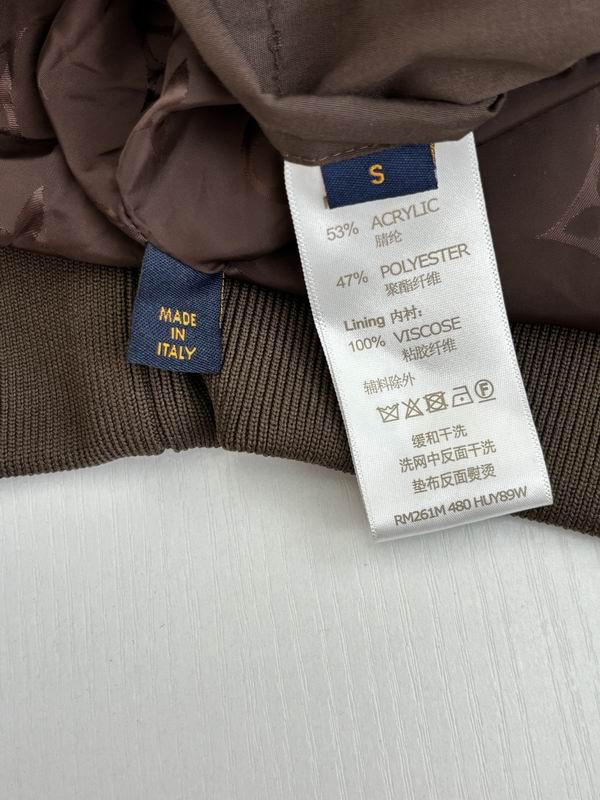 S
53% ACRYLIC
腈纶
47% POLYESTER
聚酯纤维
Lining 内衬:
100% VISCOSE
粘胶纤维
辅料除外
缓和干洗
洗网中反面干洗
垫布反面熨烫
RM261M 480 HUY89W
MADE
IN
ITALY